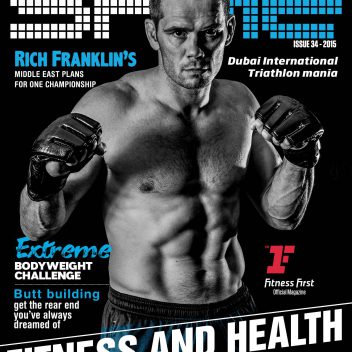 ISSUE 34 - 2015
RICH FRANKLIN'S
MIDDLE EAST PLANS
FOR ONE CHAMPIONSHIP
Dubai International
Triathlon mania
Extreme
BODYWEIGHT
CHALLENGE
Butt building
get the rear end
you've always
dreamed of
Fitness First
Official Magazine
FITNESS AND HEALTH